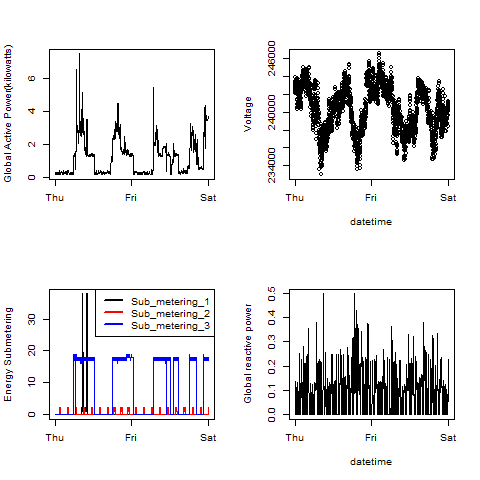 Global Active Power(kilowatts)
0 2 4 6
Thu Fri Sat
Voltage
234000 240000 246000
Thu Fri Sat
datetime
Energy Submetering
0 10 20 30
Sub_metering_1
Sub_metering_2
Sub_metering_3
Thu Fri Sat
Global reactive power
0.0 0.1 0.2 0.3 0.4 0.5
Thu Fri Sat
datetime